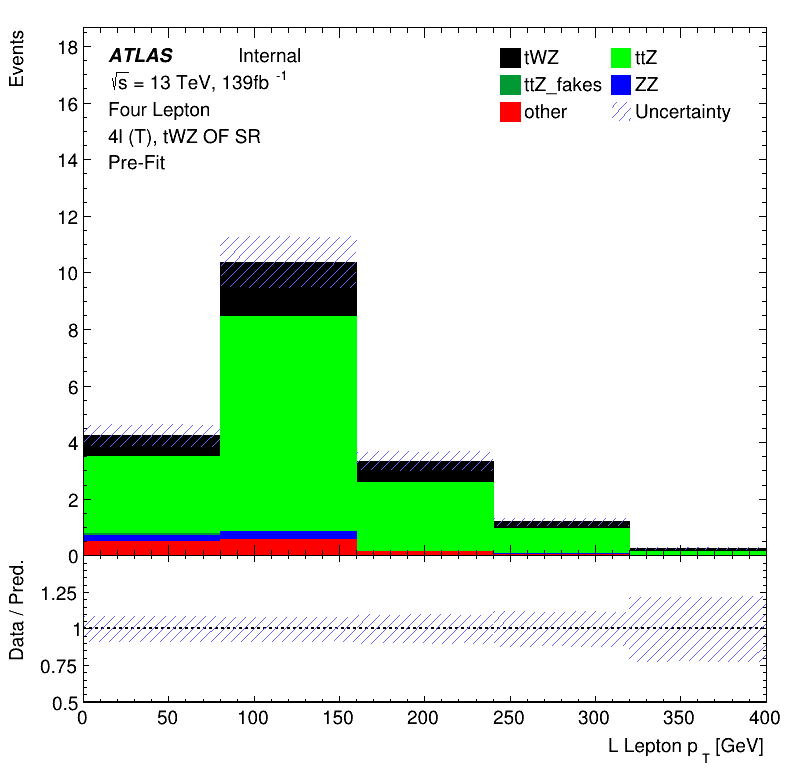 Events
18
16
14
12
10
8
6
4
2
0
ATLAS Internal
√s = 13 TeV, 139fb -1
Four Lepton
4l (T), tWZ OF SR
Pre-Fit
tWZ ttZ
ttZ_fakes ZZ
other Uncertainty
Data / Pred.
1.25
1
0.75
0.5
0 50 100 150 200 250 300 350 400
L Lepton p T [GeV]